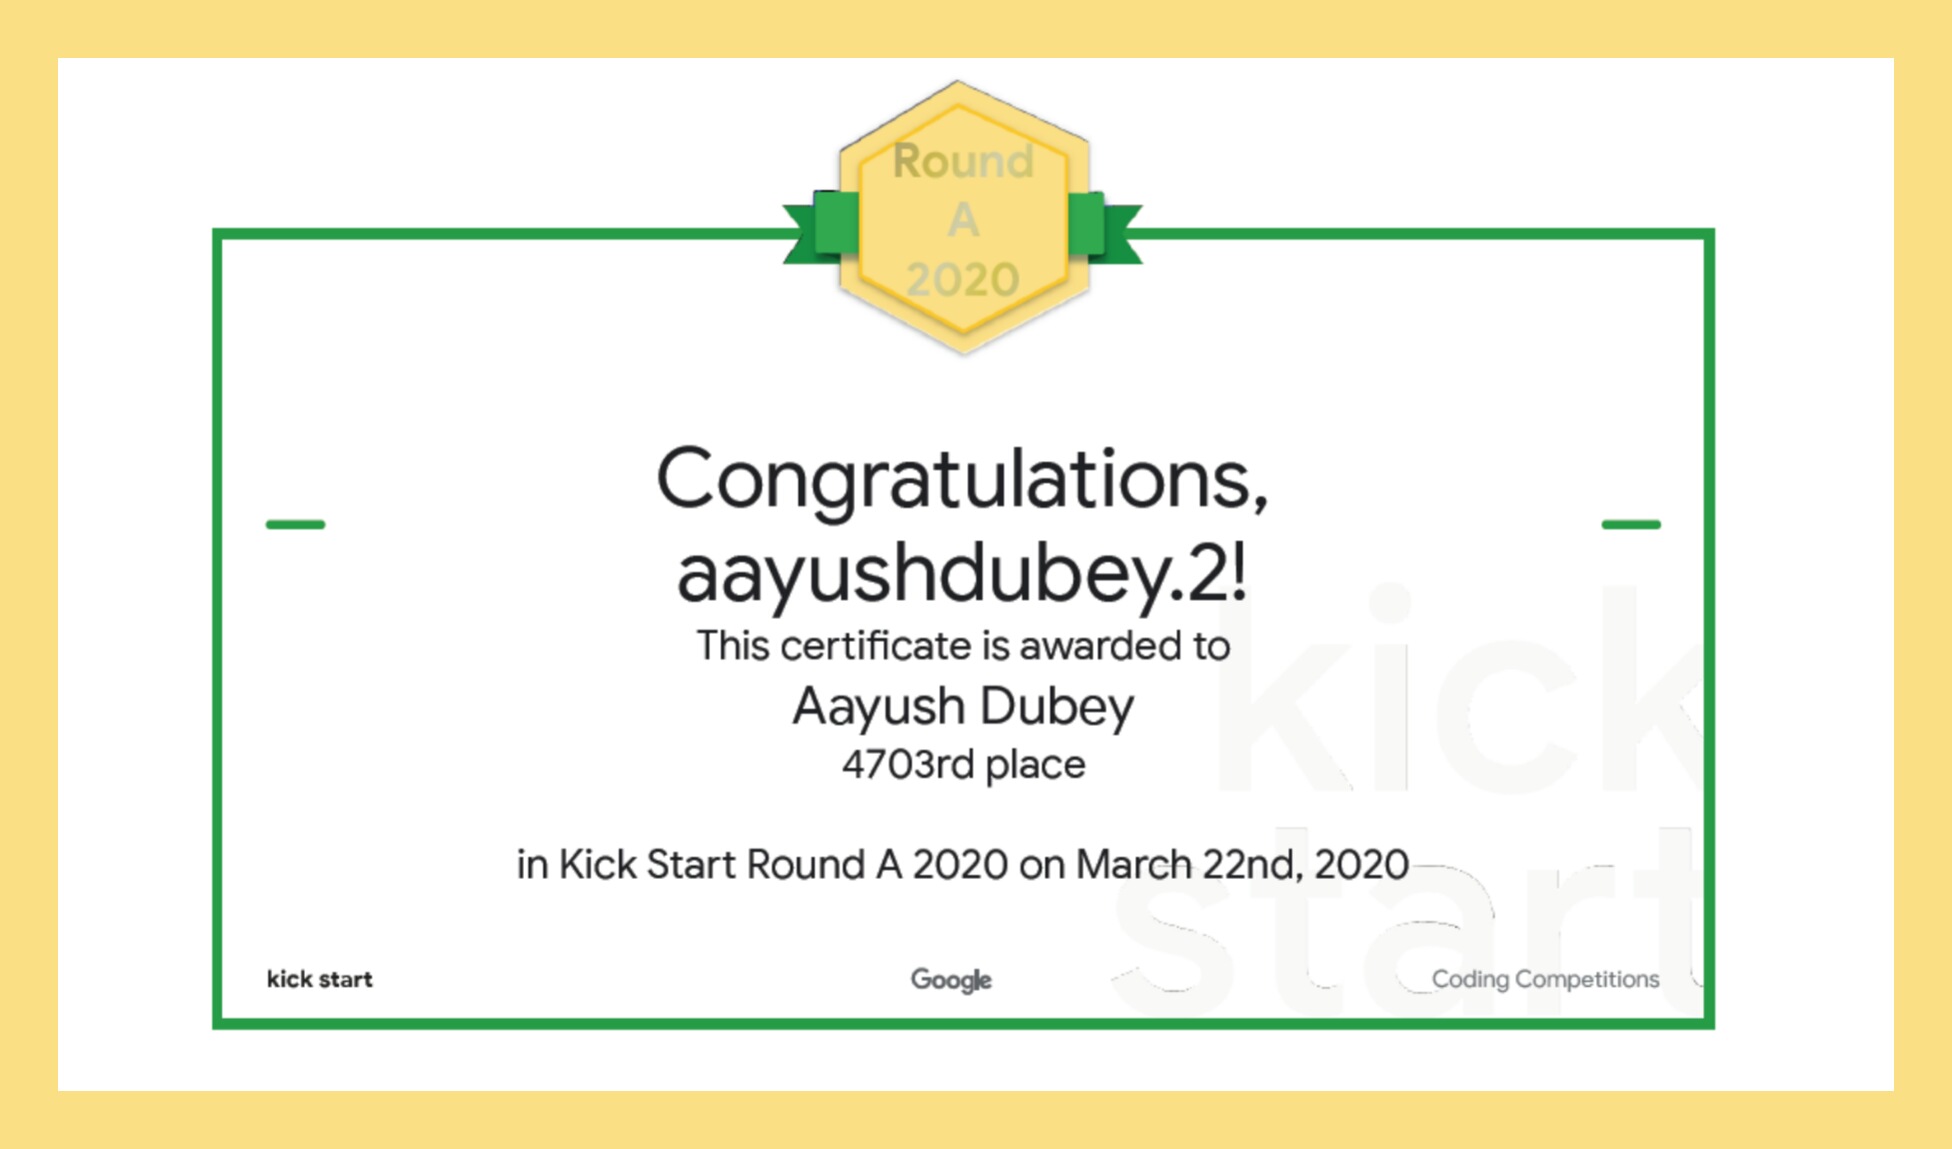 Round
A
2020
Congratulations,
aayushdubey.2!
This certificate is awarded to
Aayush Dubey
4703rd place
in Kick Start Round A 2020 on March 22nd, 2020
kick
start
kick start
Google
Coding Competitions